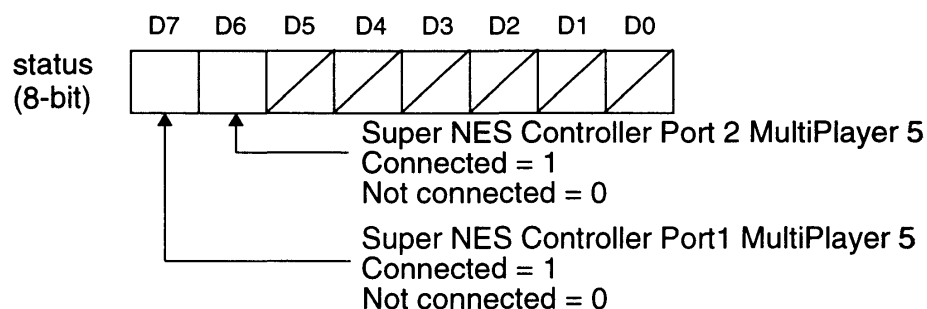 D7 D6 D5 D4 D3 D2 D1 D0
status
(8-bit)
Super NES Controller Port 2 MultiPlayer 5
Connected = 1
Not connected = 0
Super NES Controller Port1 MultiPlayer 5
Connected = 1
Not connected = 0